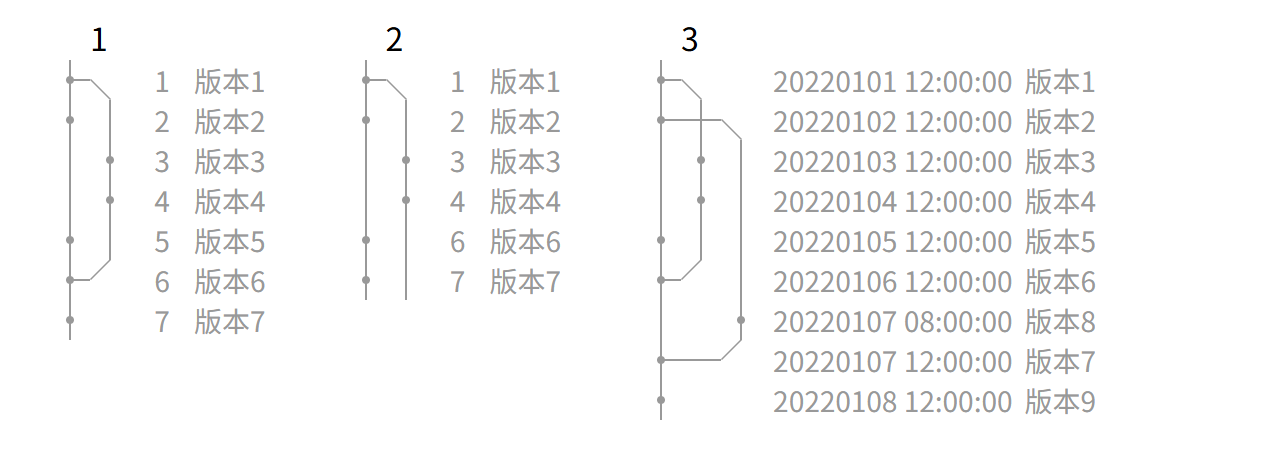 1
1 版本1
2 版本2
3 版本3
4 版本4
5 版本5
6 版本6
7 版本7
2
1 版本1
2 版本2
3 版本3
4 版本4
6 版本6
7 版本7
3
20220101 12:00:00 版本1
20220102 12:00:00 版本2
20220103 12:00:00 版本3
20220104 12:00:00 版本4
20220105 12:00:00 版本5
20220106 12:00:00 版本6
20220107 08:00:00 版本8
20220107 12:00:00 版本7
20220108 12:00:00 版本9